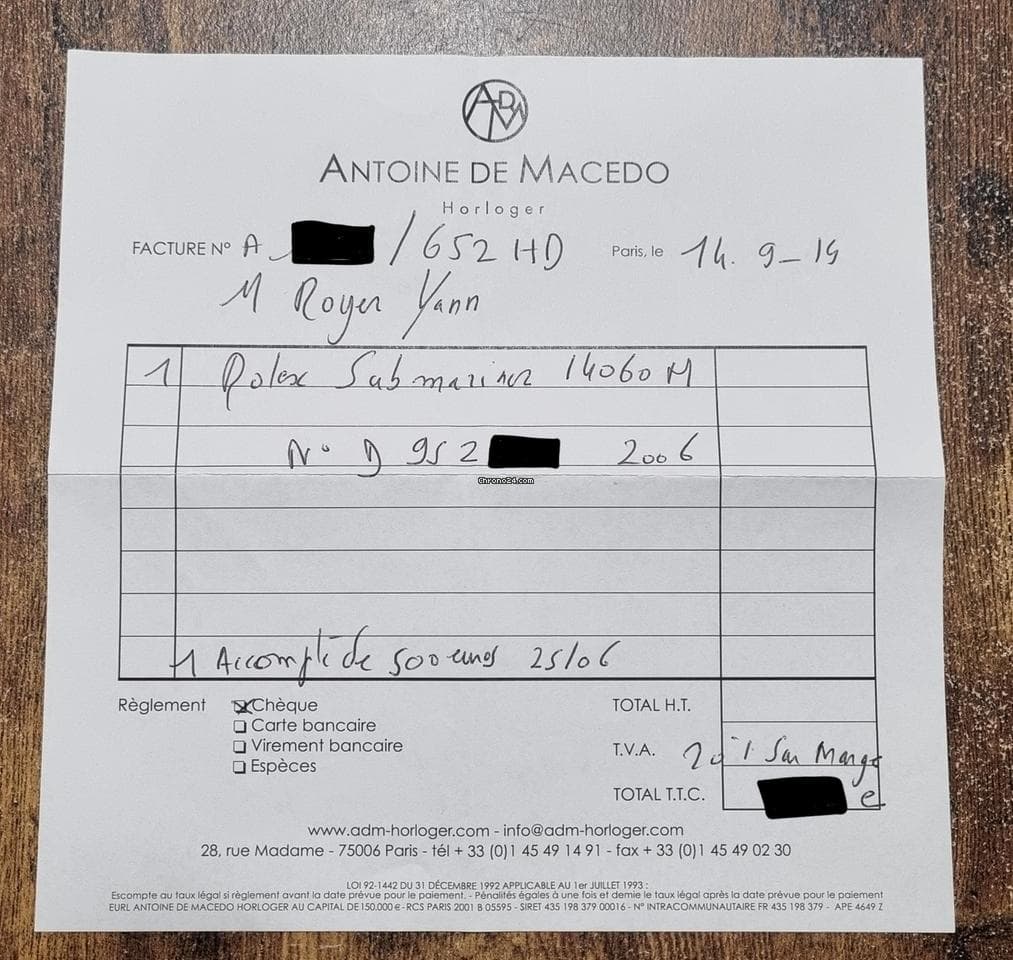 ADM
ANTOINE DE MACEDO
Horloger
FACTURE N° A / 652 HD Paris, le 14. 9-19
M Royer Yann
1 Rolex Submariner 14060 M
N° D 952 2006
Chrono24.com
1 Accompte de 500 euros 25/06
Règlement Chèque TOTAL H.T.
Carte bancaire
Virement bancaire T.V.A. 20% Sur Marge
Espèces
TOTAL T.T.C. e
www.adm-horloger.com - info@adm-horloger.com
28, rue Madame - 75006 Paris - tél + 33 (0)1 45 49 14 91 - fax + 33 (0)1 45 49 02 30
LOI 92-1442 DU 31 DÉCEMBRE 1992 APPLICABLE AU 1er JUILLET 1993 :
Escompte au taux légal si règlement avant la date prévue pour le paiement. - Pénalités égales à une fois et demie le taux légal après la date prévue pour le paiement
EURL ANTOINE DE MACEDO HORLOGER AU CAPITAL DE 150.000 € - RCS PARIS 2001 B 05595 - SIRET 435 198 379 00016 - N° INTRACOMMUNAUTAIRE FR 435 198 379 - APE 4649 Z